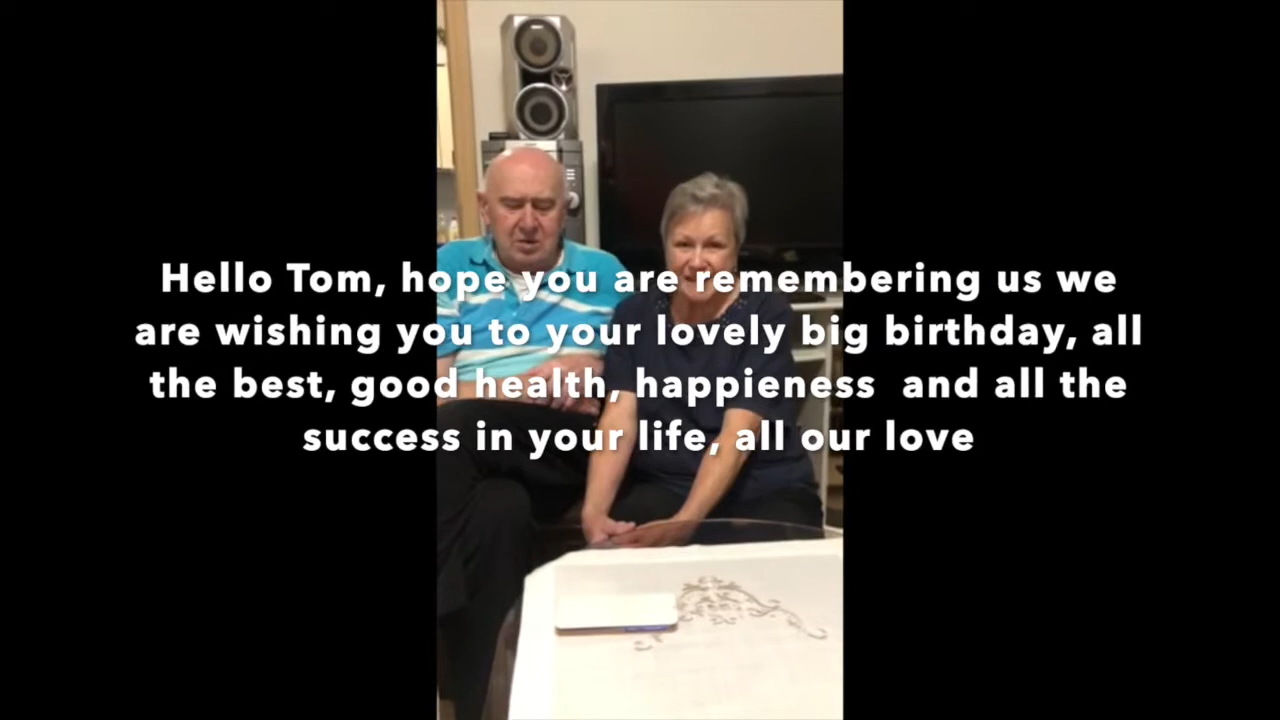 Hello Tom, hope you are remembering us we
are wishing you to your lovely big birthday, all
the best, good health, happieness  and all the
success in your life, all our love